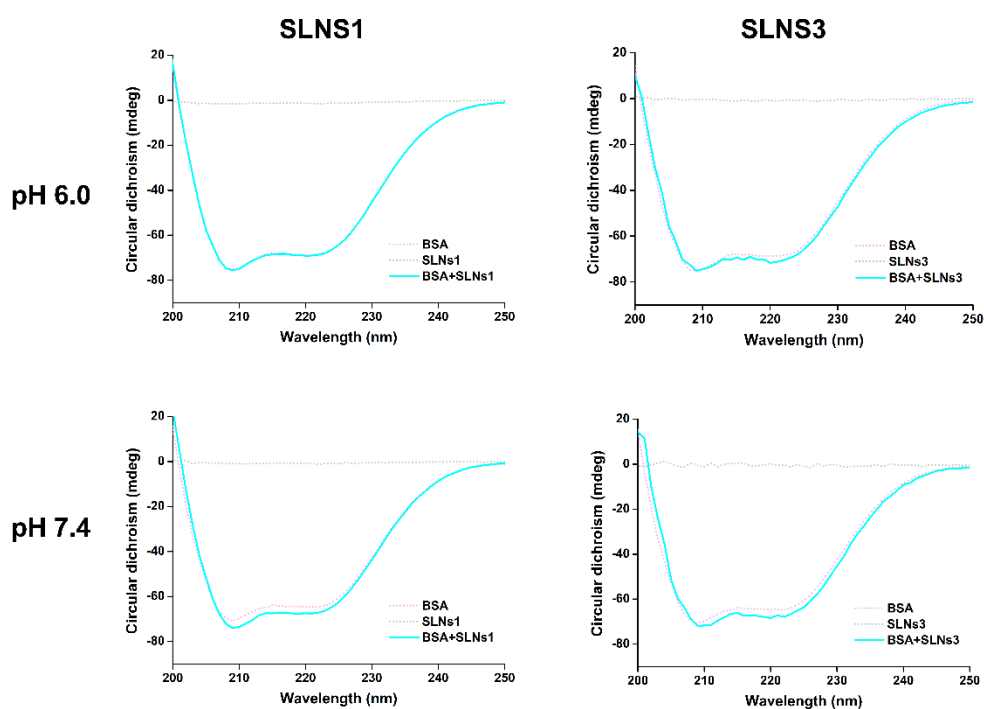 SLNS1
SLNS3
pH 6.0
Circular dichroism (mdeg)
20
0
-20
-40
-60
-80
BSA
SLNs1
BSA+SLNs1
200 210 220 230 240 250
Wavelength (nm)
Circular dichroism (mdeg)
20
0
-20
-40
-60
-80
BSA
SLNs3
BSA+SLNs3
200 210 220 230 240 250
Wavelength (nm)
pH 7.4
Circular dichroism (mdeg)
20
0
-20
-40
-60
-80
BSA
SLNs1
BSA+SLNs1
200 210 220 230 240 250
Wavelength (nm)
Circular dichroism (mdeg)
20
0
-20
-40
-60
-80
BSA
SLNs3
BSA+SLNs3
200 210 220 230 240 250
Wavelength (nm)